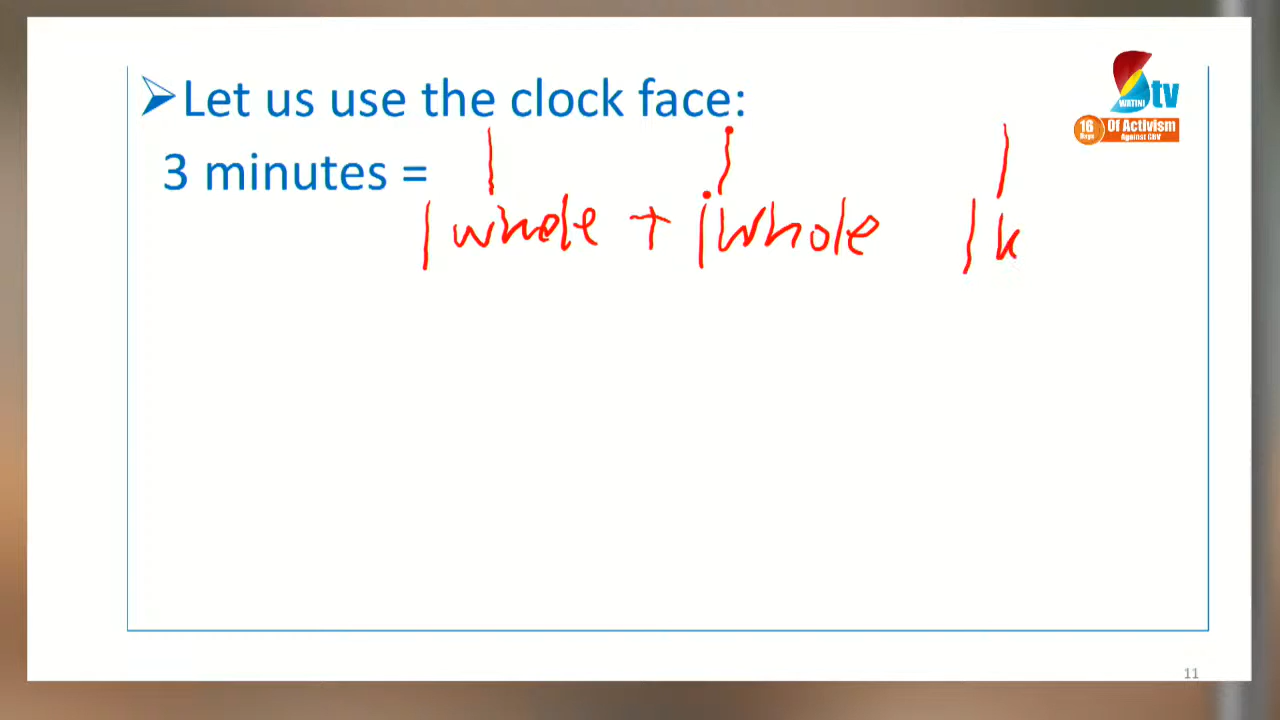 ➢Let us use the clock face:
3 minutes =
| | |
1 whole + 1 whole 1 w
WATINI tv
16 Days Of Activism Against GBV
11